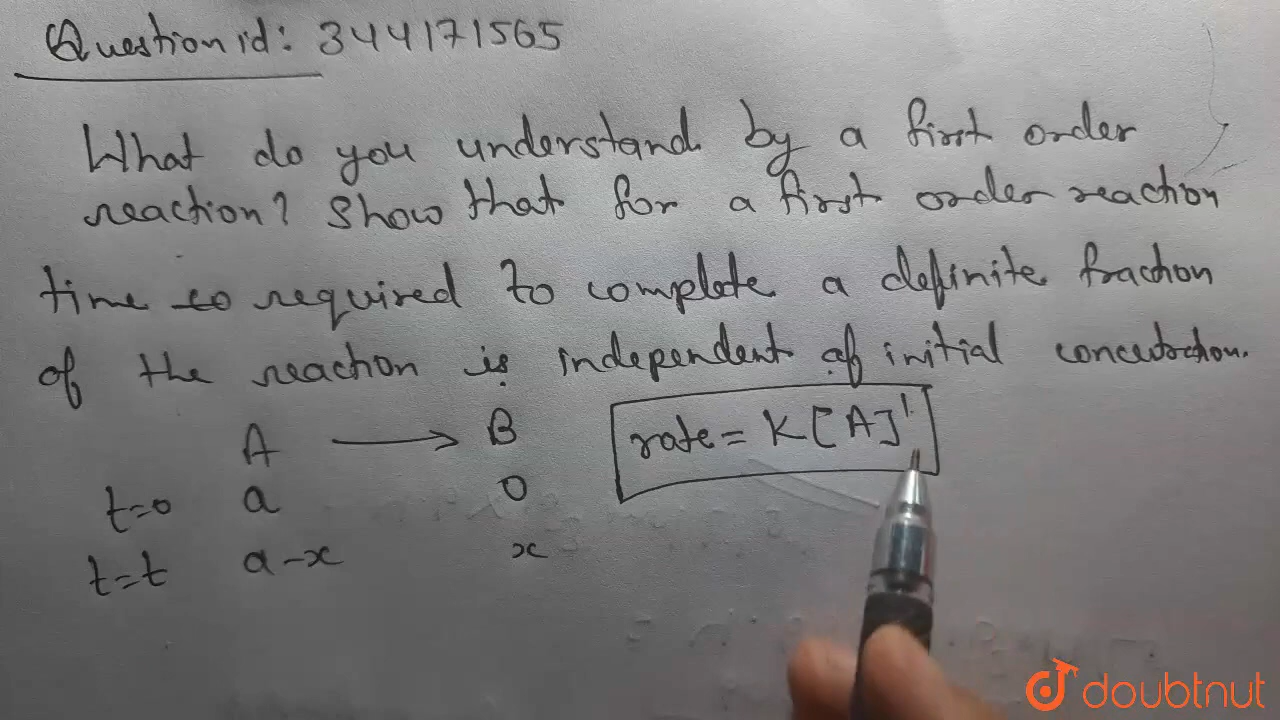 Question id: 344171565
What do you understand by a first order
reaction? Show that for a first order reaction
time to required to complete a definite fraction
of the reaction is independent of initial concentration.
A ⟶ B rate = K[A]¹
t=0 a 0
t=t a-x x
doubtnut